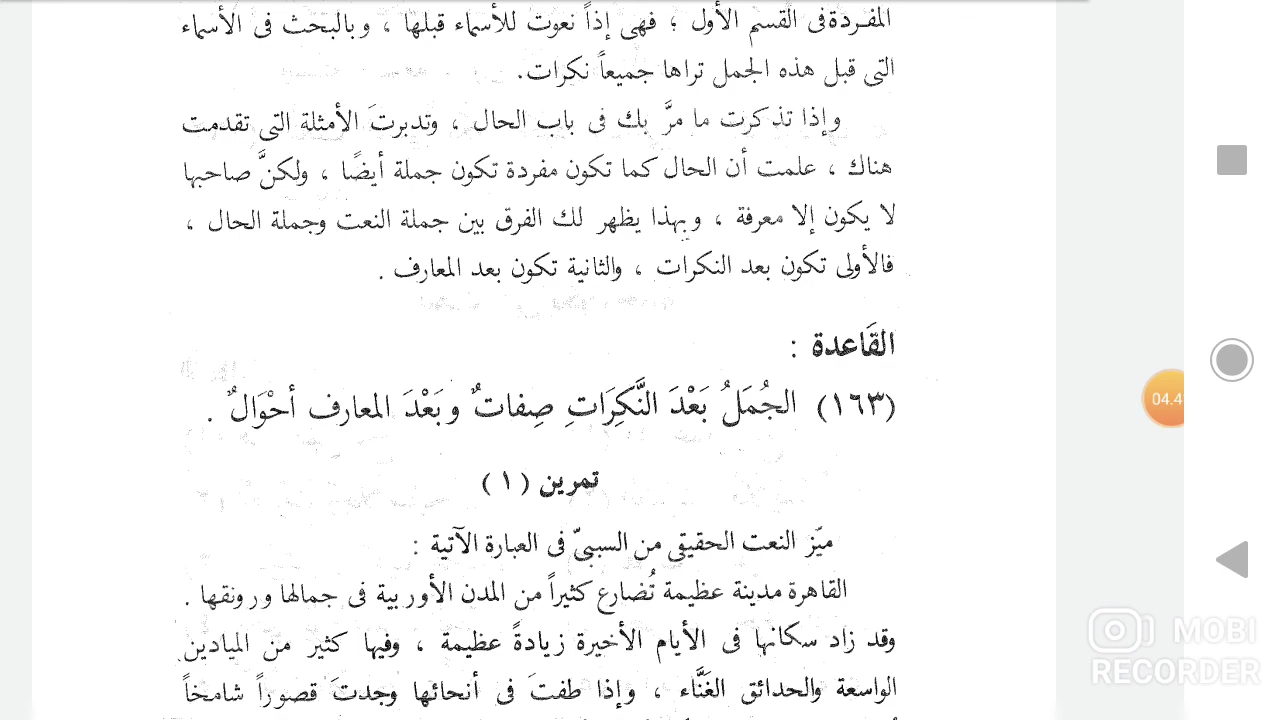 المفردة فى القسم الأول ؛ فهى إذاً نعوت للأسماء قبلها ، وبالبحث فى الأسماء
التى قبل هذه الجمل تراها جميعاً نكرات.
وإذا تذكرت ما مرَّ بك فى باب الحال ، وتدبرتَ الأمثلة التى تقدمت
هناك ، علمت أن الحال كما تكون مفردة تكون جملة أيضًا ، ولكنَّ صاحبها
لا يكون إلا معرفة ، وبهذا يظهر لك الفرق بين جملة النعت وجملة الحال ،
فالأولى تكون بعد النكرات ، والثانية تكون بعد المعارف .
القَاعدة :
(١٦٣) الجُمَلُ بَعْدَ النَّكِرَاتِ صِفاتٌ وبَعْدَ المعارف أحْوَالٌ .
تمرين (١)
ميّز النعت الحقيقى من السببىّ فى العبارة الآتية :
القاهرة مدينة عظيمة تُضارع كثيراً من المدن الأوربية فى جمالها ورونقها .
وقد زاد سكانها فى الأيام الأخيرة زيادةً عظيمة ، وفيها كثير من الميادين
الواسعة والحدائق الغَنَّاء ، وإذا طفتَ فى أنحائها وجدتَ قصوراً شامخاً
04.4
MOBI
RECORDER